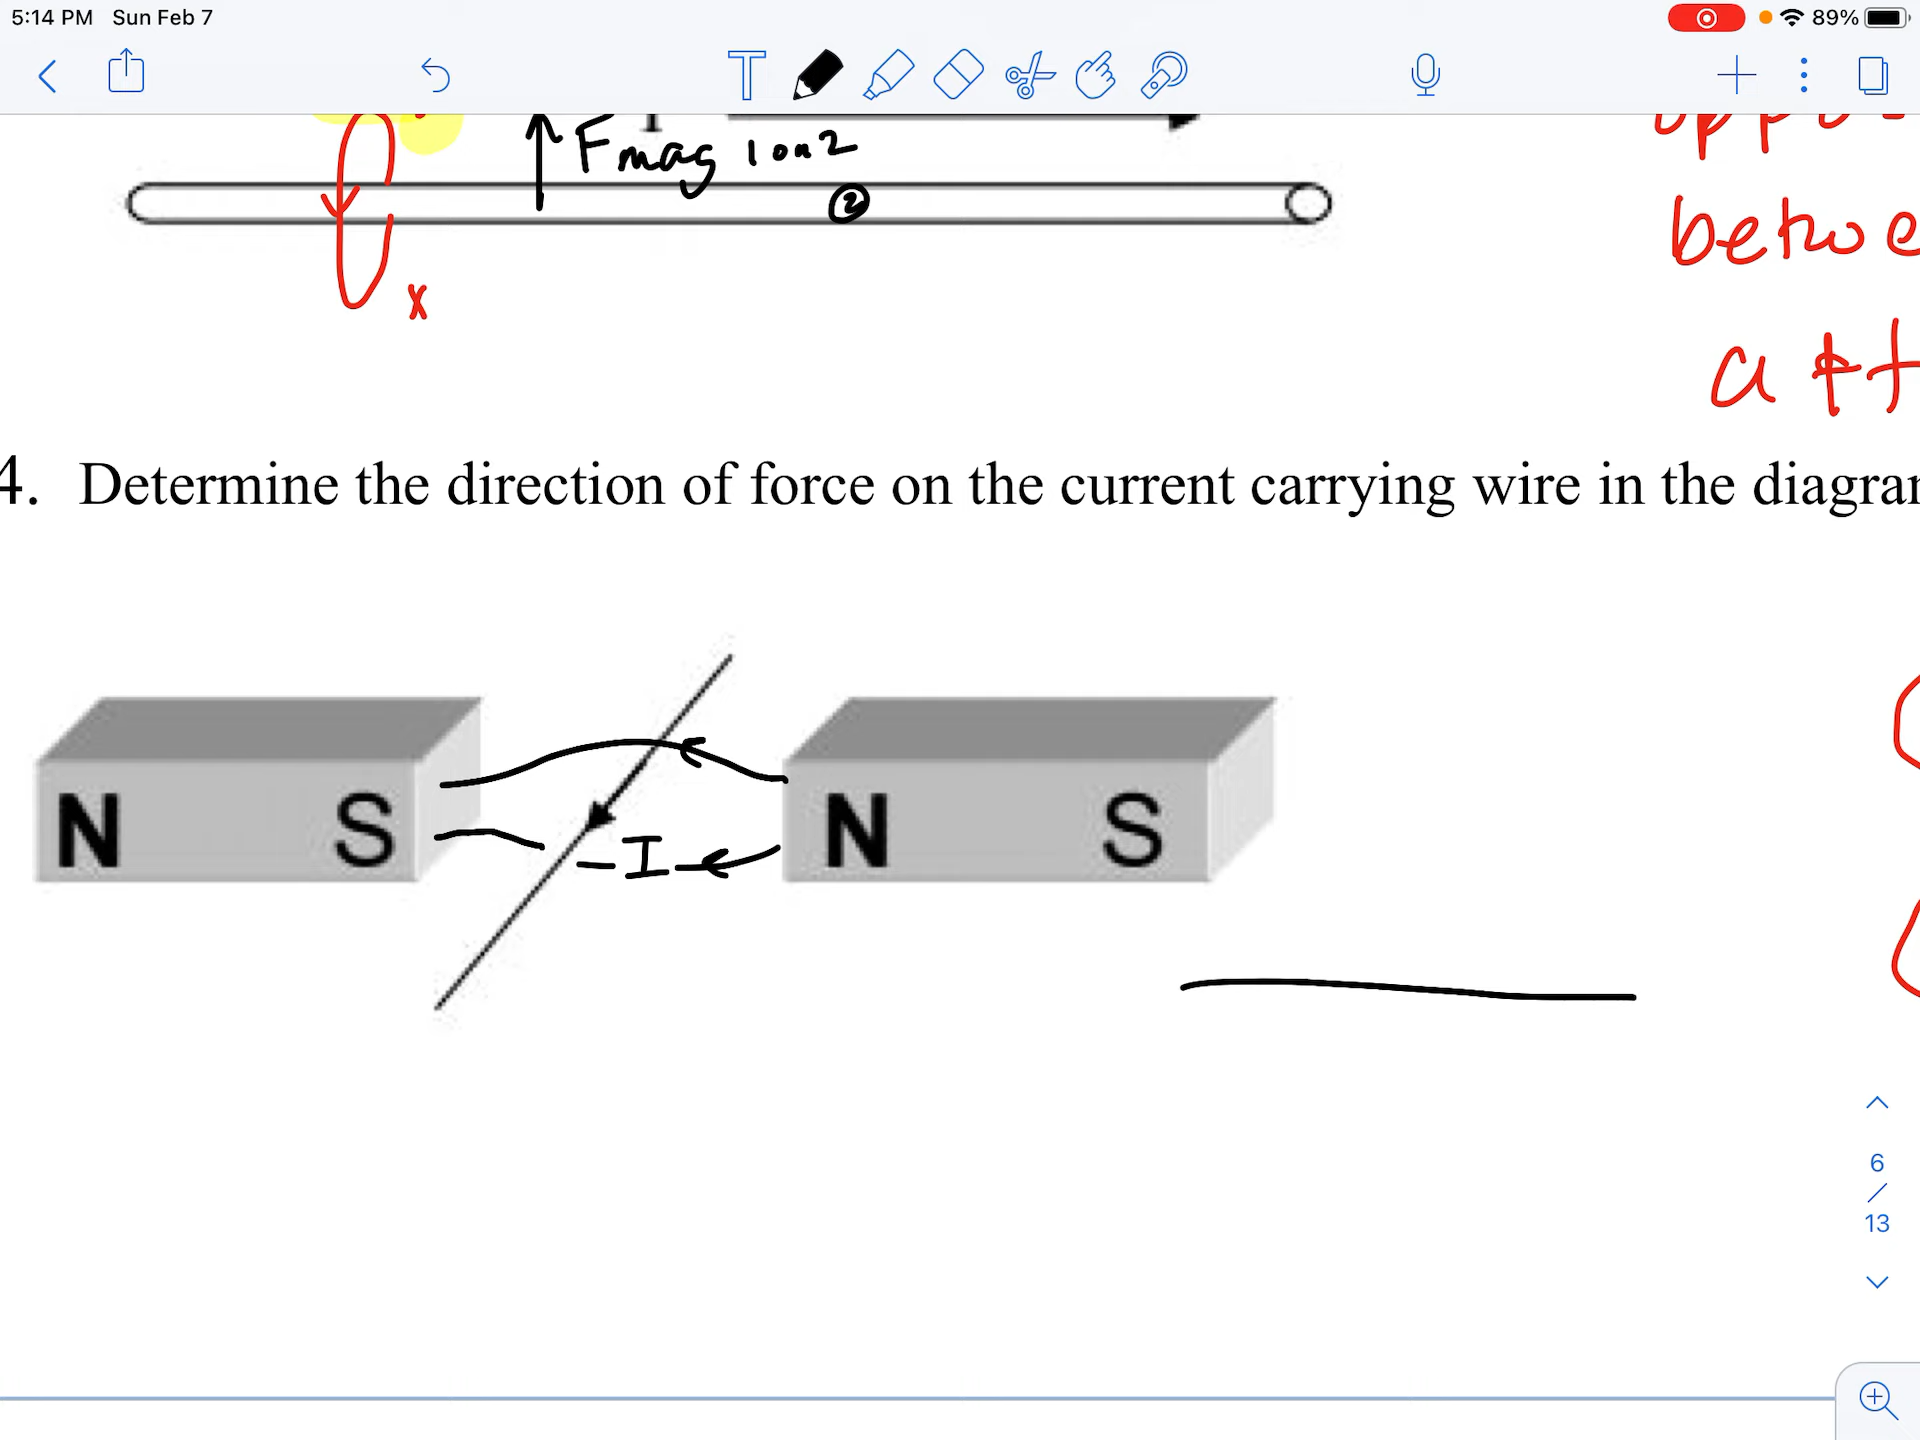 5:14 PM Sun Feb 7
89%
T
Fmag 1 on 2
2
x
betwe
a
4. Determine the direction of force on the current carrying wire in the diagra
N S N S
I
6
/
13